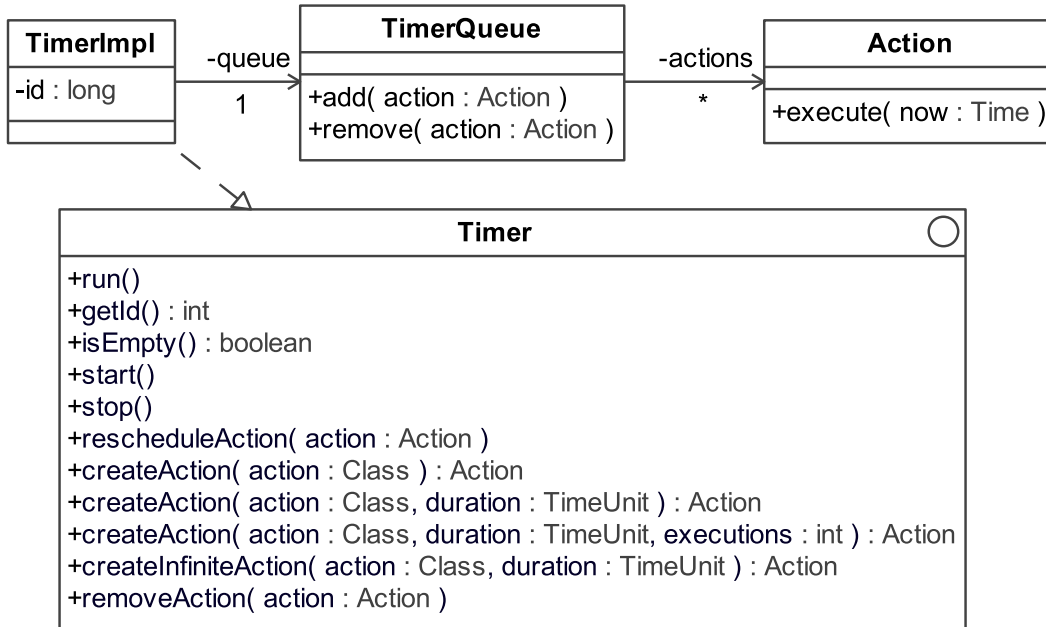 TimerImpl
-id : long
-queue
1
TimerQueue
+add( action : Action )
+remove( action : Action )
-actions
*
Action
+execute( now : Time )
Timer
+run()
+getId() : int
+isEmpty() : boolean
+start()
+stop()
+rescheduleAction( action : Action )
+createAction( action : Class ) : Action
+createAction( action : Class, duration : TimeUnit ) : Action
+createAction( action : Class, duration : TimeUnit, executions : int ) : Action
+createInfiniteAction( action : Class, duration : TimeUnit ) : Action
+removeAction( action : Action )